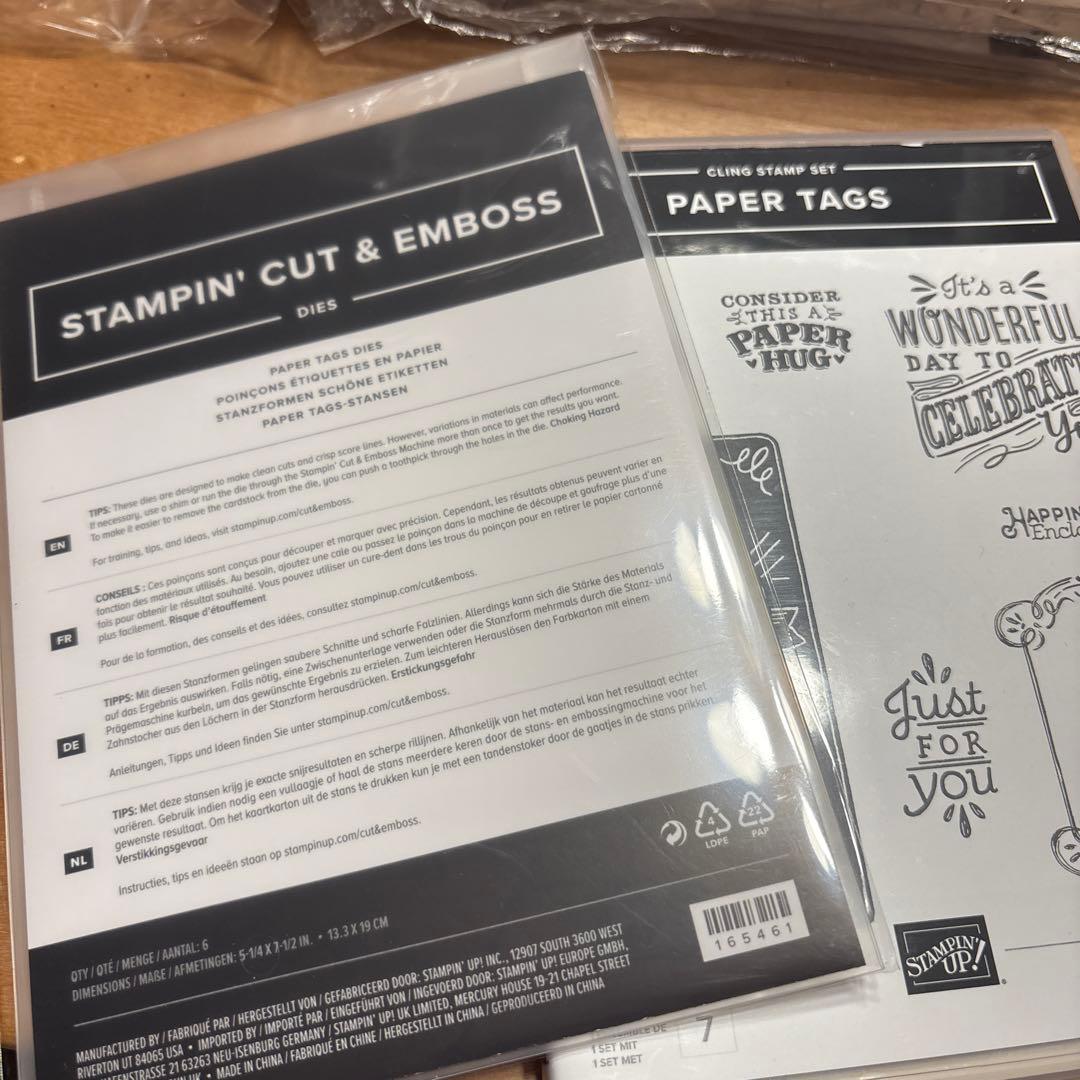 STAMPIN' CUT & EMBOSS
DIES
PAPER TAGS DIES
POINÇONS ÉTIQUETTES EN PAPIER
STANZFORMEN SCHÖNE ETIKETTEN
PAPER TAGS-STANSEN
EN
TIPS: These dies are designed to make clean cuts and crisp score lines. However, variations in materials can affect performance.
If necessary, use a shim or run the die through the Stampin' Cut & Emboss Machine more than once to get the results you want.
To make it easier to remove the cardstock from the die, you can push a toothpick through the holes in the die. Choking Hazard
For training, tips, and ideas, visit stampinup.com/cut&emboss.
FR
CONSEILS : Ces poinçons sont conçus pour découper et marquer avec précision. Cependant, les résultats obtenus peuvent varier en
fonction des matériaux utilisés. Au besoin, ajoutez une cale ou passez le poinçon dans la machine de découpe et gaufrage plus d'une
fois pour obtenir le résultat souhaité. Vous pouvez utiliser un cure-dent dans les trous du poinçon pour en retirer le papier cartonné
plus facilement. Risque d'étouffement
Pour de la formation, des conseils et des idées, consultez stampinup.com/cut&emboss.
DE
TIPPS: Mit diesen Stanzformen gelingen saubere Schnitte und scharfe Falzlinien. Allerdings kann sich die Stärke des Materials
auf das Ergebnis auswirken. Falls nötig, eine Zwischenunterlage verwenden oder die Stanzform mehrmals durch die Stanz- und
Prägemaschine kurbeln, um das gewünschte Ergebnis zu erzielen. Zum leichteren Herauslösen den Farbkarton mit einem
Zahnstocher aus den Löchern in der Stanzform herausdrücken. Erstickungsgefahr
Anleitungen, Tipps und Ideen finden Sie unter stampinup.com/cut&emboss.
NL
TIPS: Met deze stansen krijg je exacte snijresultaten en scherpe rillijnen. Afhankelijk van het materiaal kan het resultaat echter
variëren. Gebruik indien nodig een vullaagje of haal de stans meerdere keren door de stans- en embossingmachine voor het
gewenste resultaat. Om het kaartkarton uit de stans te drukken kun je met een tandenstoker door de gaatjes in de stans prikken.
Verstikkingsgevaar
Instructies, tips en ideeën staan op stampinup.com/cut&emboss.
4
LDPE
22
PAP
165461
QTY / QTÉ / MENGE / AANTAL: 6
DIMENSIONS / MAßE / AFMETINGEN: 5-1/4 X 7-1/2 IN. • 13.3 X 19 CM
MANUFACTURED BY / FABRIQUÉ PAR / HERGESTELLT VON / GEFABRICEERD DOOR: STAMPIN' UP! INC., 12907 SOUTH 3600 WEST
RIVERTON UT 84065 USA • IMPORTED BY / IMPORTÉ PAR / EINGEFÜHRT VON / INGEVOERD DOOR: STAMPIN' UP! EUROPE GMBH,
STRASSE 21 63263 NEU-ISENBURG GERMANY / STAMPIN' UP! UK LIMITED, MERCURY HOUSE 19-21 CHAPEL STREET
UK • MADE IN CHINA / FABRIQUÉ EN CHINE / HERGESTELLT IN CHINA / GEPRODUCEERD IN CHINA
CLING STAMP SET
PAPER TAGS
CONSIDER
THIS A
PAPER
HUG
It's a
WONDERFUL
DAY TO
CELEBRAT
Yo
HAPPIN
Enclo
Just
FOR
you
STAMPIN' UP!
DE
1 SET MIT
1 SET MET
7